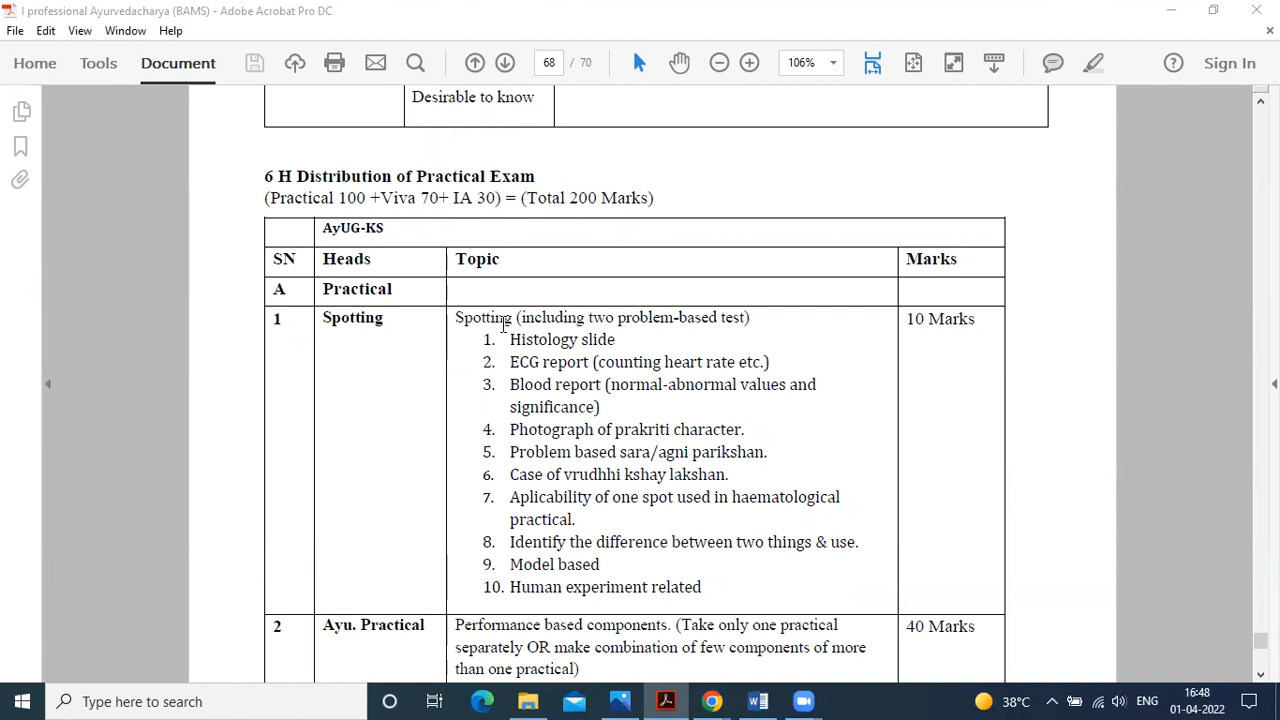 I professional Ayurvedacharya (BAMS) - Adobe Acrobat Pro DC
File Edit View Window Help
Home Tools Document 68 / 70 106% Sign In
Desirable to know
6 H Distribution of Practical Exam
(Practical 100 +Viva 70+ IA 30) = (Total 200 Marks)
AyUG-KS
SN Heads Topic Marks
A Practical
1 Spotting Spotting (including two problem-based test) 10 Marks
1. Histology slide
2. ECG report (counting heart rate etc.)
3. Blood report (normal-abnormal values and
significance)
4. Photograph of prakriti character.
5. Problem based sara/agni parikshan.
6. Case of vrudhhi kshay lakshan.
7. Aplicability of one spot used in haematological
practical.
8. Identify the difference between two things & use.
9. Model based
10. Human experiment related
2 Ayu. Practical Performance based components. (Take only one practical 40 Marks
separately OR make combination of few components of more
than one practical)
Type here to search 38°C ENG 16:48
01-04-2022